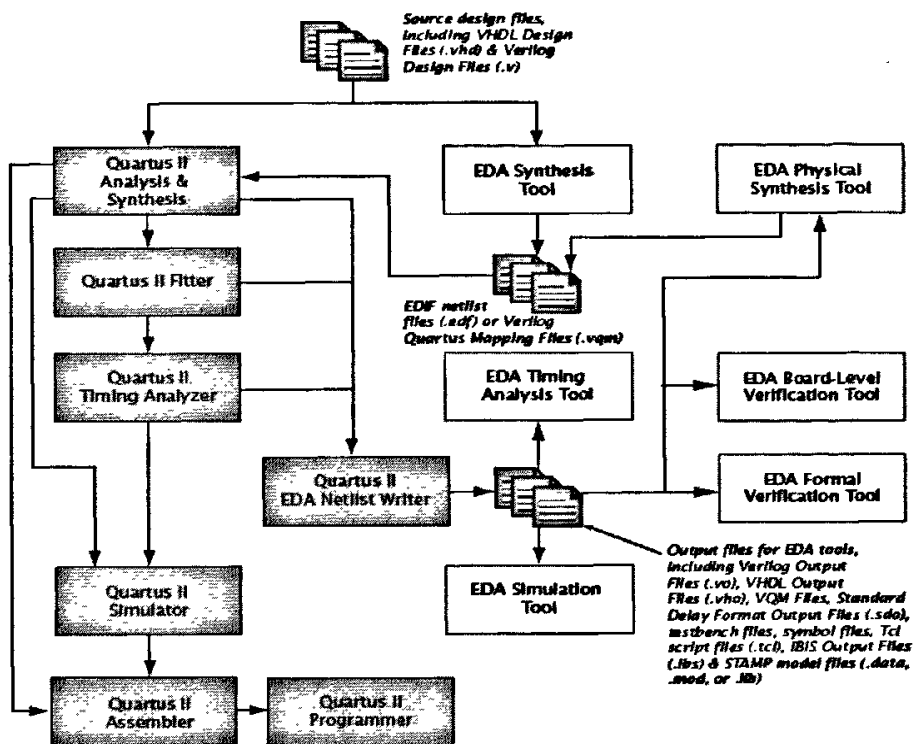 Source design files,
including VHDL Design
Files (.vhd) & Verilog
Design Files (.v)
Quartus II
Analysis &
Synthesis
EDA Synthesis
Tool
EDA Physical
Synthesis Tool
Quartus II Fitter
EDIF netlist
files (.edf) or Verilog
Quartus Mapping Files (.vqm)
Quartus II
Timing Analyzer
EDA Timing
Analysis Tool
EDA Board-Level
Verification Tool
Quartus II
EDA Netlist Writer
EDA Formal
Verification Tool
Output files for EDA tools,
including Verilog Output
Files (.vo), VHDL Output
Files (.vho), VQM Files, Standard
Delay Format Output Files (.sdo),
testbench files, symbol files, Tcl
script files (.tcl), IBIS Output Files
(.ibs) & STAMP model files (.data,
.mod, or .lib)
Quartus II
Simulator
EDA Simulation
Tool
Quartus II
Assembler
Quartus II
Programmer